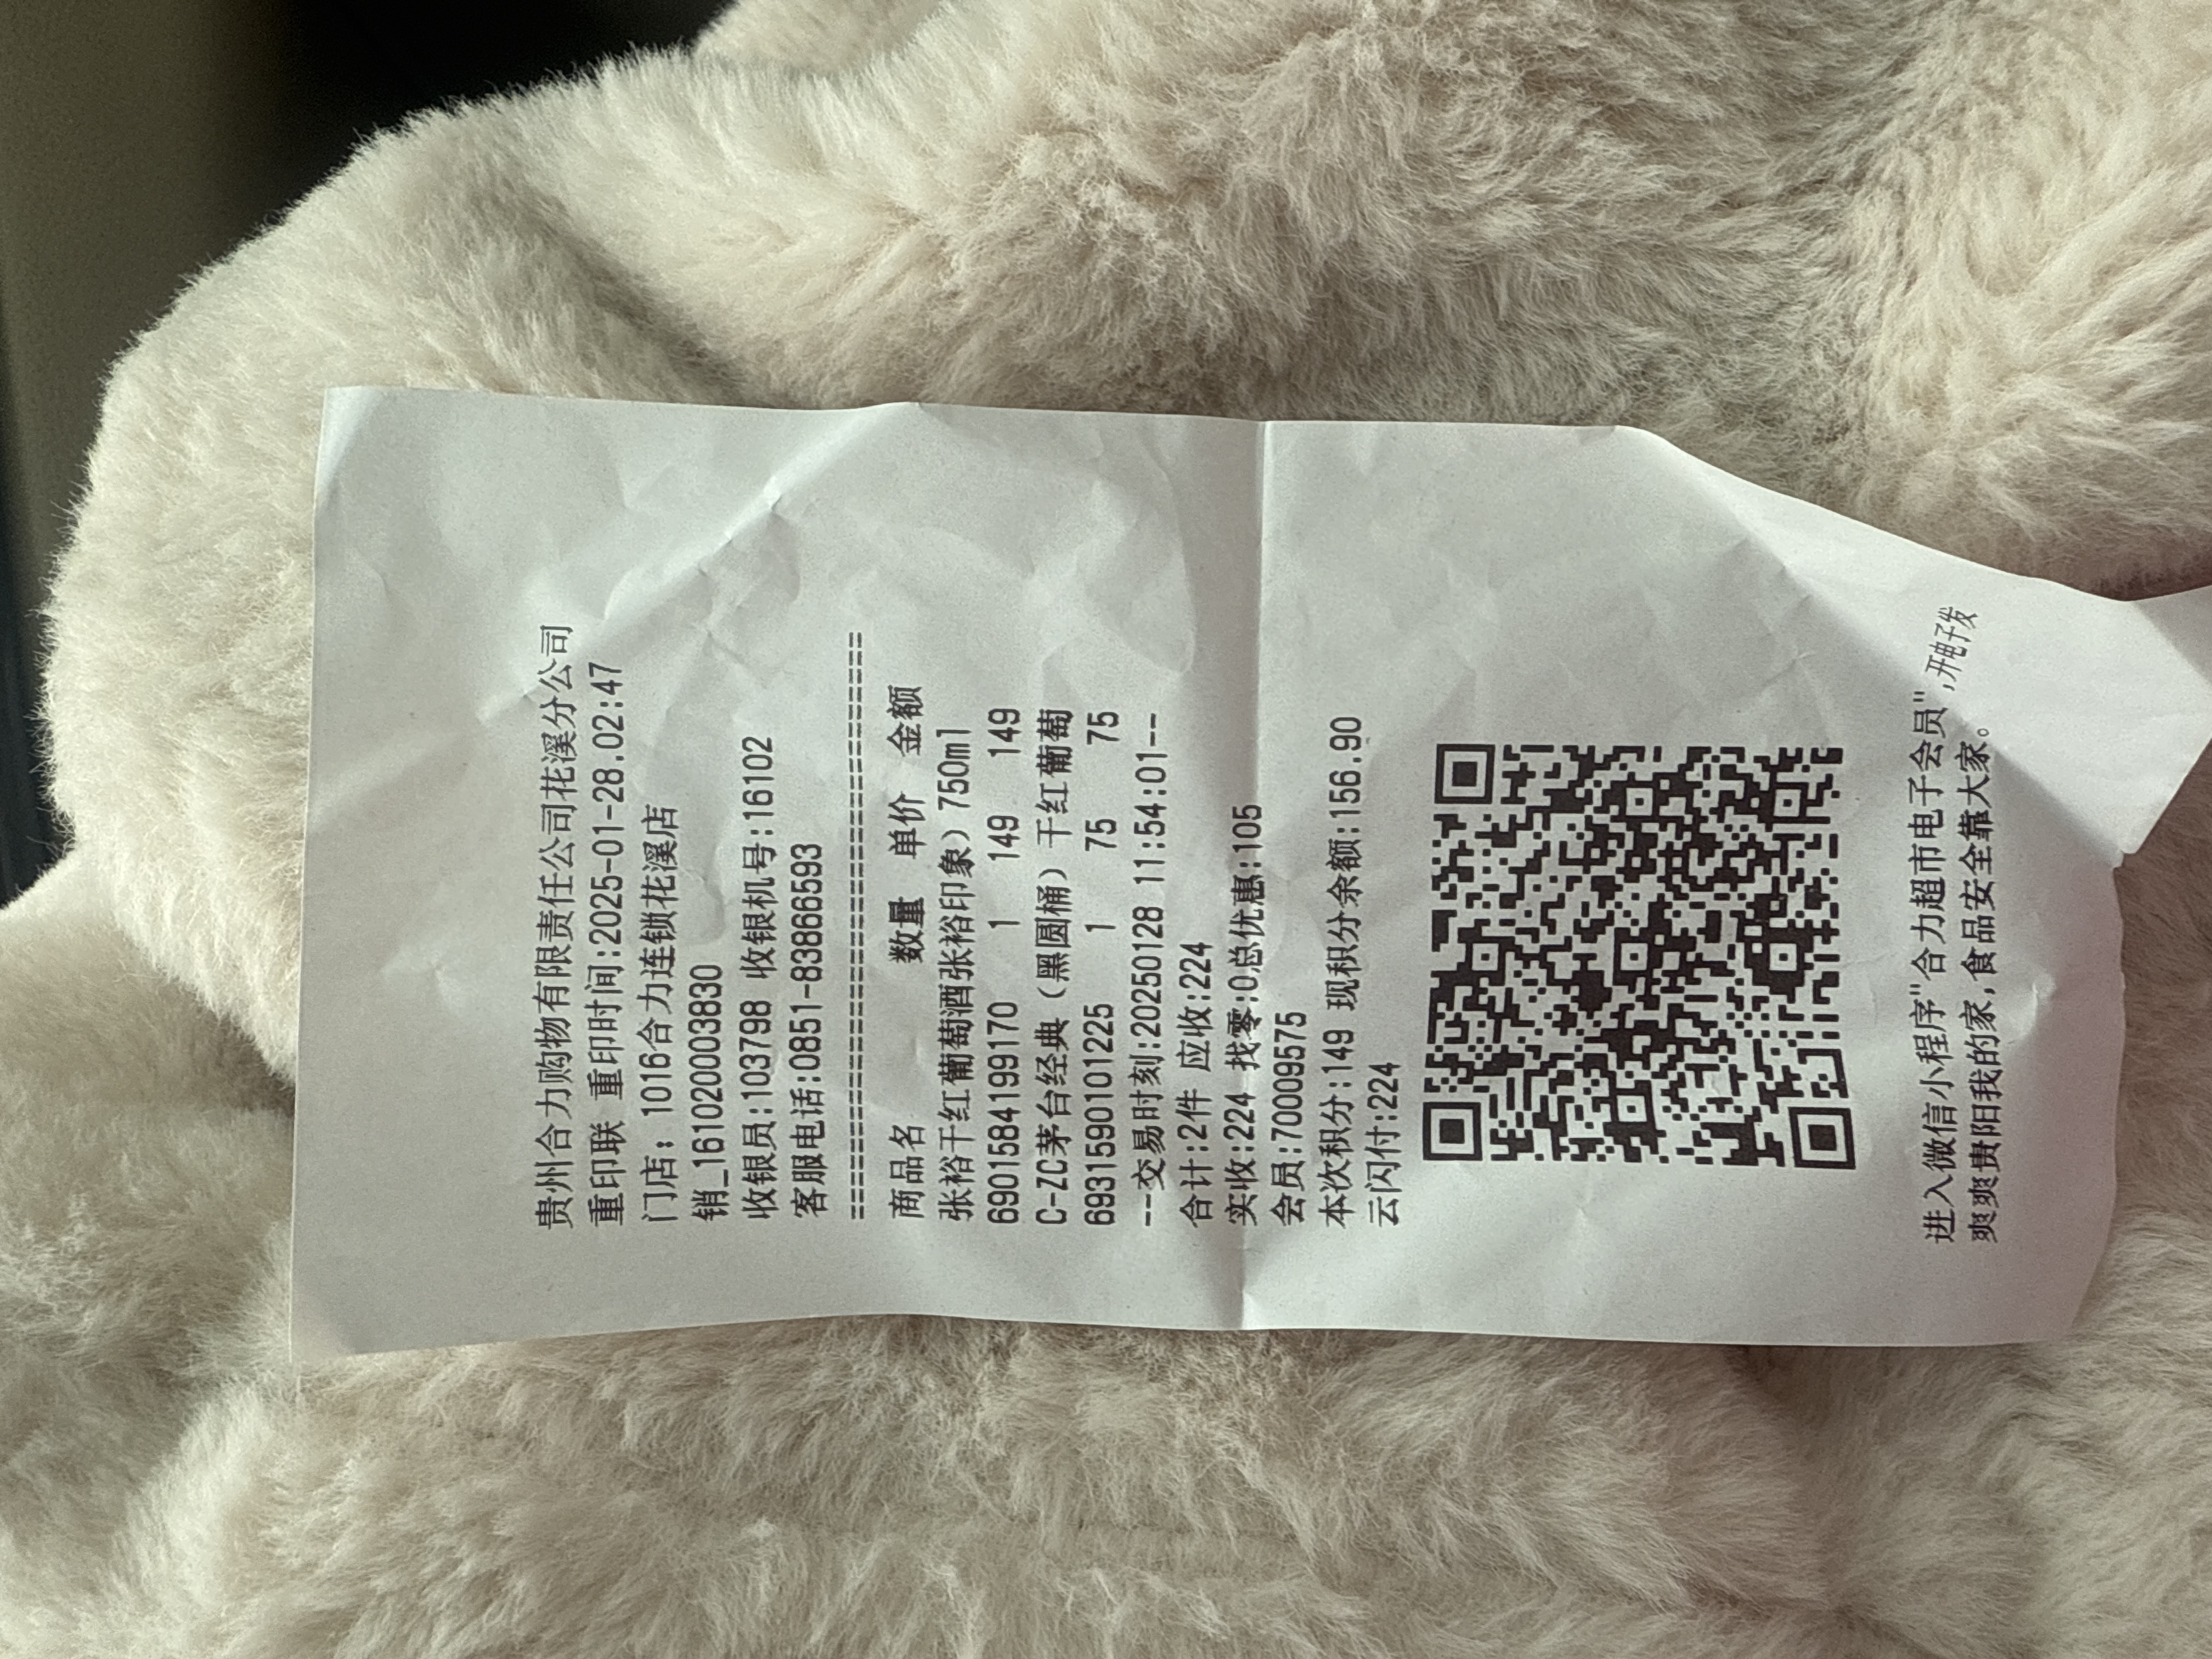 贵州合力购物有限责任公司花溪分公司
重印联 重印时间:2025-01-28.02:47
门店: 1016合力连锁花溪店
销_1610200038830
收银员:103798 收银机号:16102
客服电话:0851-83866593
========================================
商品名 数量 单价 金额
张裕干红葡萄酒张裕印象）750ml
6901584199170 1 149 149
C-ZC茅台经典（黑圆桶）干红葡萄
6931590101225 1 75 75
---交易时刻:20250128 11:54:01--
合计:2件 应收:224
实收:224 找零:0总优惠:105
会员:70009575
本次积分:149 现积分余额:156.90
云闪付:224
进入微信小程序"合力超市电子会员",开电子发
爽爽贵阳我的家,食品安全靠大家。